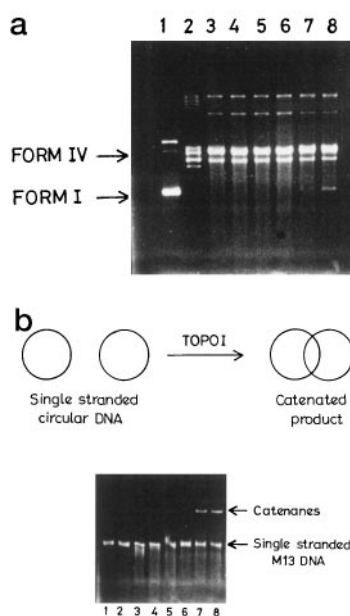 a
1 2 3 4 5 6 7 8
FORM IV
FORM I
b
TOPO I
Single stranded
circular DNA
Catenated
product
Catenanes
Single stranded
M13 DNA
1 2 3 4 5 6 7 8